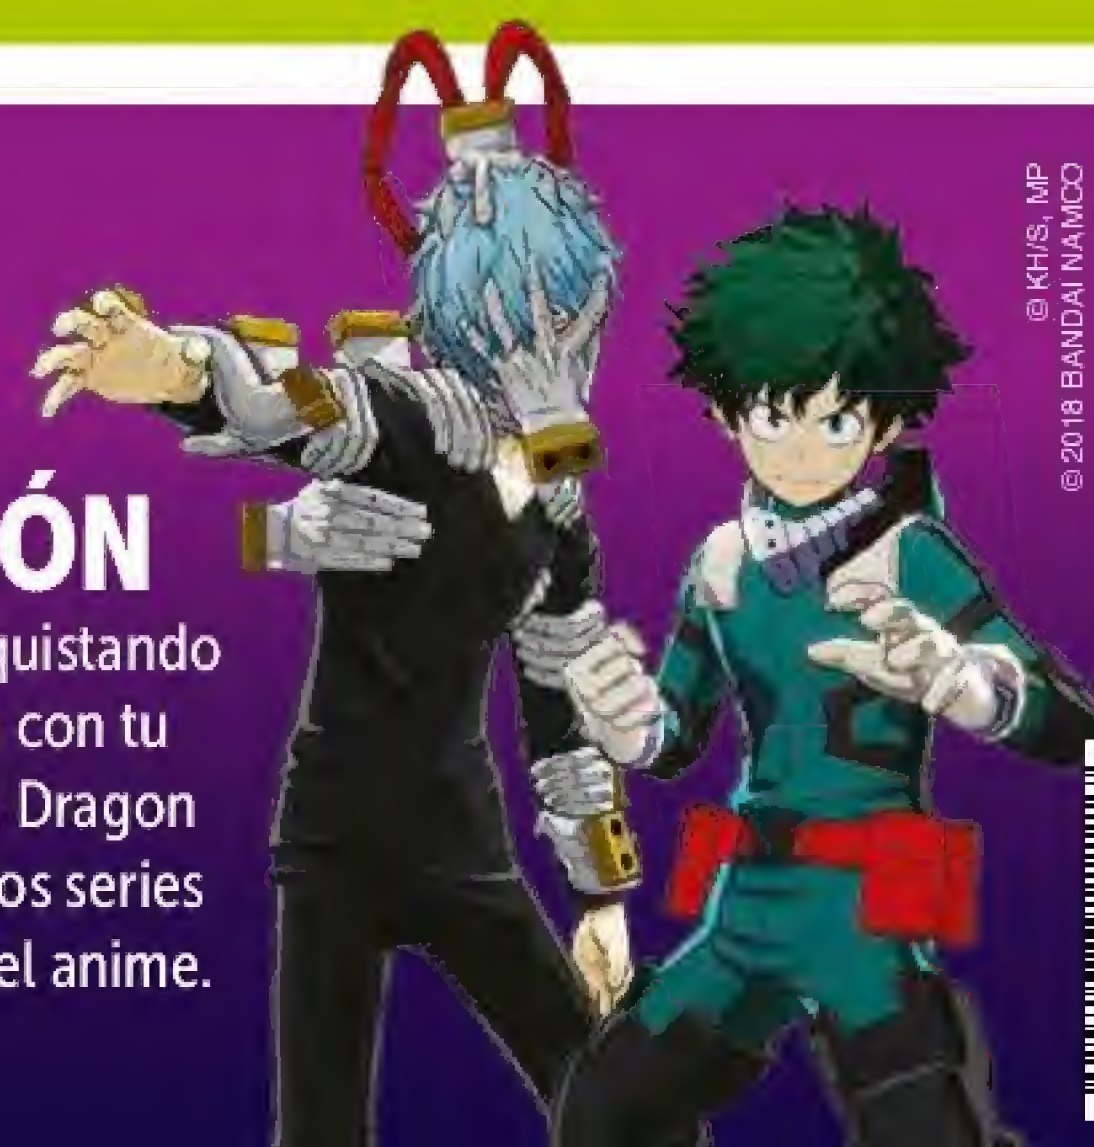 ÓN
quistando
con tu
Dragon
os series
el anime.
© KH/S, MP
© 2018 BANDAI NAMCO